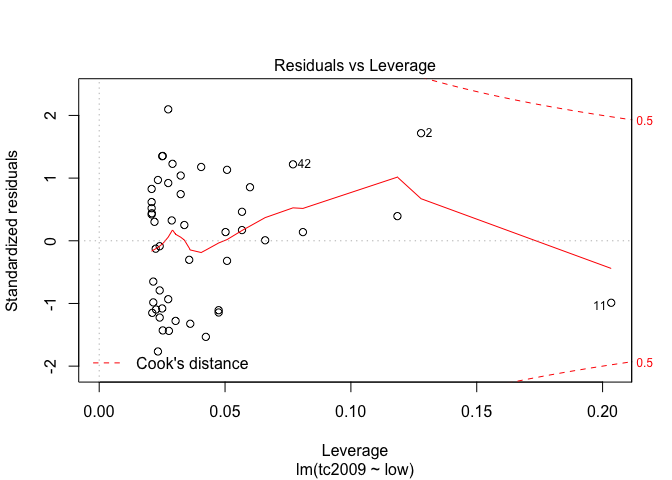 Residuals vs Leverage
Standardized residuals
2
1
0
-1
-2
0.5
2
42
11
0.5
Cook's distance
0.00 0.05 0.10 0.15 0.20
Leverage
lm(tc2009 ~ low)